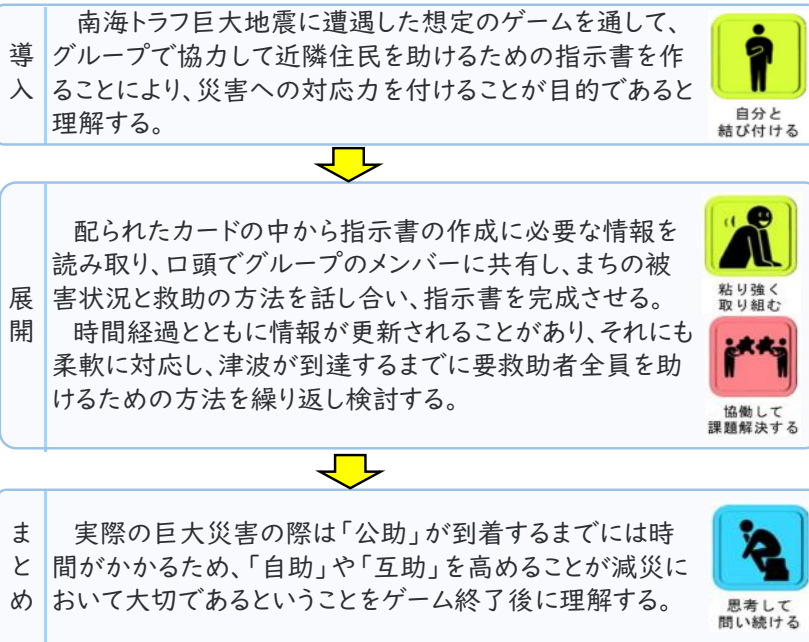 導入
南海トラフ巨大地震に遭遇した想定のゲームを通して、
グループで協力して近隣住民を助けるための指示書を作
ることにより、災害への対応力を付けることが目的であると
理解する。
自分と
結び付ける
展開
配られたカードの中から指示書の作成に必要な情報を
読み取り、口頭でグループのメンバーに共有し、まちの被
害状況と救助の方法を話し合い、指示書を完成させる。
時間経過とともに情報が更新されることがあり、それにも
柔軟に対応し、津波が到達するまでに要救助者全員を助
けるための方法を繰り返し検討する。
粘り強く
取り組む
協働して
課題解決する
まとめ
実際の巨大災害の際は「公助」が到着するまでには時
間がかかるため、「自助」や「互助」を高めることが減災に
おいて大切であるということをゲーム終了後に理解する。
思考して
問い続ける